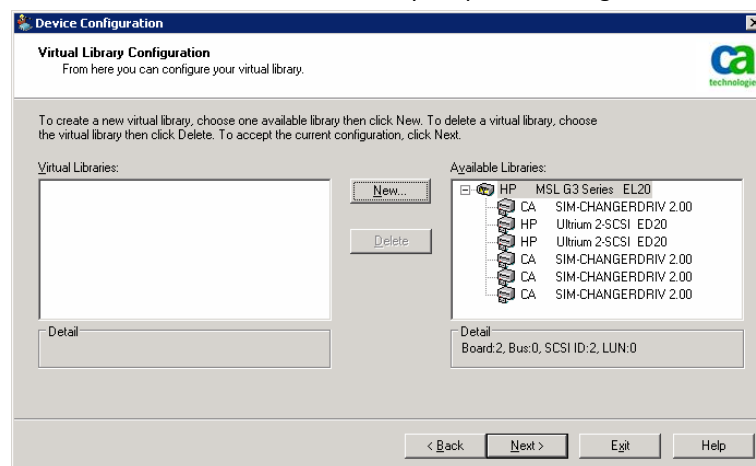 Device Configuration
Virtual Library Configuration
From here you can configure your virtual library.
ca
technologies
To create a new virtual library, choose one available library then click New. To delete a virtual library, choose
the virtual library then click Delete. To accept the current configuration, click Next.
Virtual Libraries:
Available Libraries:
New...
Delete
HP MSL G3 Series EL20
CA SIM-CHANGERDRIV 2.00
HP Ultrium 2-SCSI ED20
HP Ultrium 2-SCSI ED20
CA SIM-CHANGERDRIV 2.00
CA SIM-CHANGERDRIV 2.00
CA SIM-CHANGERDRIV 2.00
Detail
Detail
Board:2, Bus:0, SCSI ID:2, LUN:0
< Back
Next >
Exit
Help